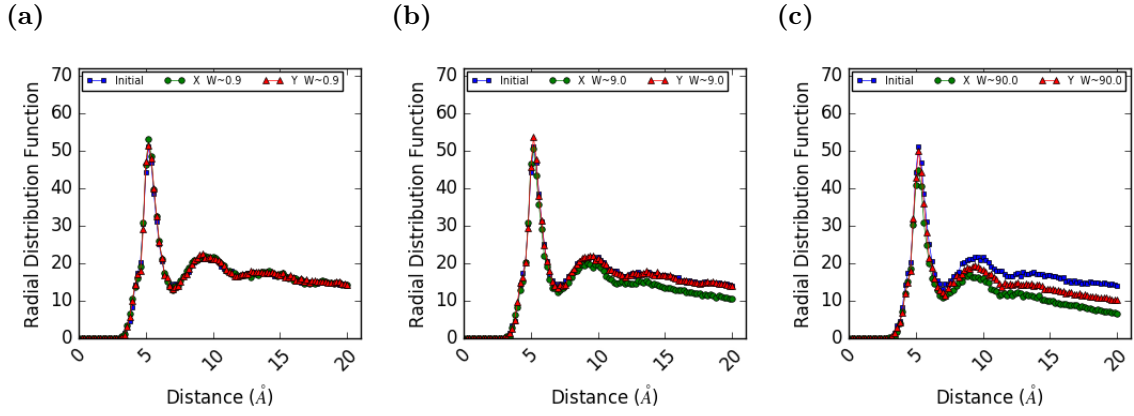 (a)
(b)
(c)
Initial X W~0.9 Y W~0.9
Radial Distribution Function
70
60
50
40
30
20
10
0
0 5 10 15 20
Distance (Å)
Initial X W~9.0 Y W~9.0
Radial Distribution Function
70
60
50
40
30
20
10
0
0 5 10 15 20
Distance (Å)
Initial X W~90.0 Y W~90.0
Radial Distribution Function
70
60
50
40
30
20
10
0
0 5 10 15 20
Distance (Å)